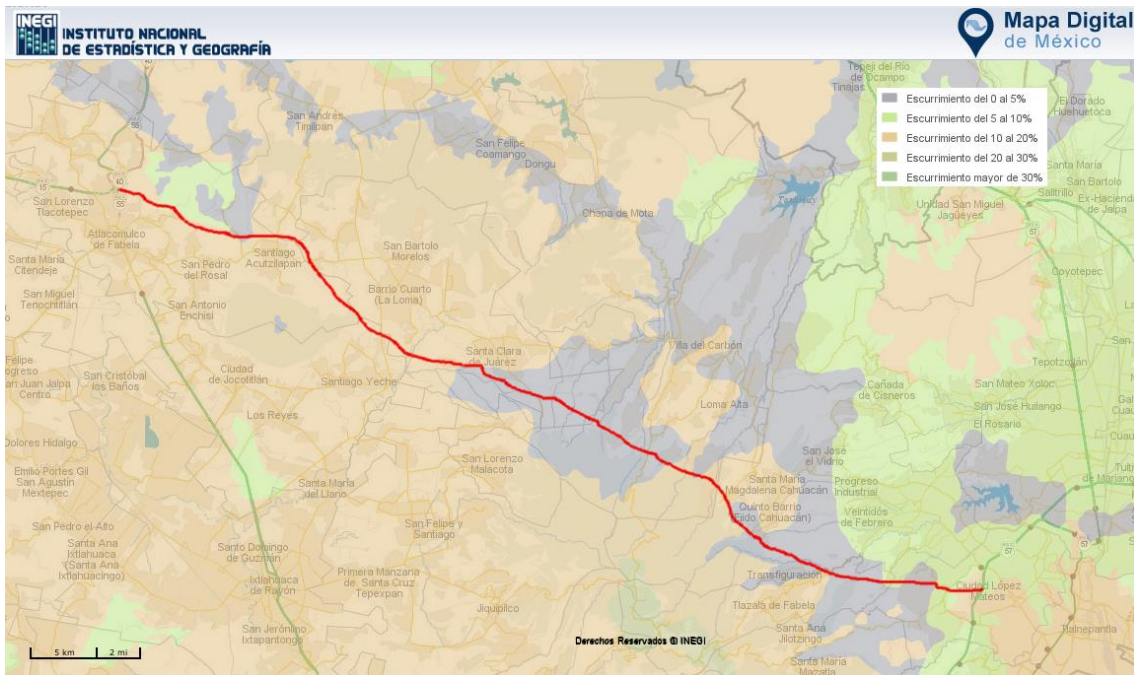 INEGI
INSTITUTO NACIONAL
DE ESTADÍSTICA Y GEOGRAFÍA
Mapa Digital
de México
Tepeji del Río
de Ocampo
Tinajas
Escurrimiento del 0 al 5%
Escurrimiento del 5 al 10%
Escurrimiento del 10 al 20%
Escurrimiento del 20 al 30%
Escurrimiento mayor de 30%
El Dorado
Huehuetoca
San Andrés
Timilpan
55
San Felipe
Coamango
Dongu
Santa María
San Bartolo
Saltrillo
Ex-Hacienda
de Jalpa
15
San Lorenzo
Tlacotepec
55
Chapa de Mota
Unidad San Miguel
Jagüeyes
57
Atlacomulco
de Fabela
Santa María
Citendeje
San Pedro
del Rosal
Santiago
Acutzilapan
San Bartolo
Morelos
Coyotepec
San Miguel
Tenochtitlán
San Antonio
Enchisi
Barrio Cuarto
(La Loma)
Villa del Carbón
Santa Clara
de Juárez
Felipe
San Juan Jalpa
Centro
San Cristóbal
los Baños
Ciudad
de Jocotitlán
Santiago Yeche
Tepotzotlán
Cañada
de Cisneros
San Mateo Xoloc
Los Reyes
Loma Alta
San José Huilango
El Rosario
Dolores Hidalgo
San Lorenzo
Malacota
San José
el Vidrio
Emilio Portes Gil
San Agustín
Mextepec
Santa María
del Llano
Santa María
Magdalena Cahuacán
Progreso
Industrial
Quinto Barrio
(Ejido Cahuacán)
Veintidós
de Febrero
San Pedro el Alto
Santa Ana
Ixtlahuaca
(Santa Ana
Ixtlahuacingo)
San Felipe y
Santiago
Santo Domingo
de Guzmán
57
57
Ixtlahuaca
de Rayón
Primera Manzana
de Santa Cruz
Tepexpan
Transfiguración
Ciudad López
Mateos
Jiquipilco
Tlazala de Fabela
San Jerónimo
Ixtapantongo
Santa Ana
Jilotzingo
Tlalnepantla
Derechos Reservados © INEGI
5 km
2 mi
Santa María
Mazatla